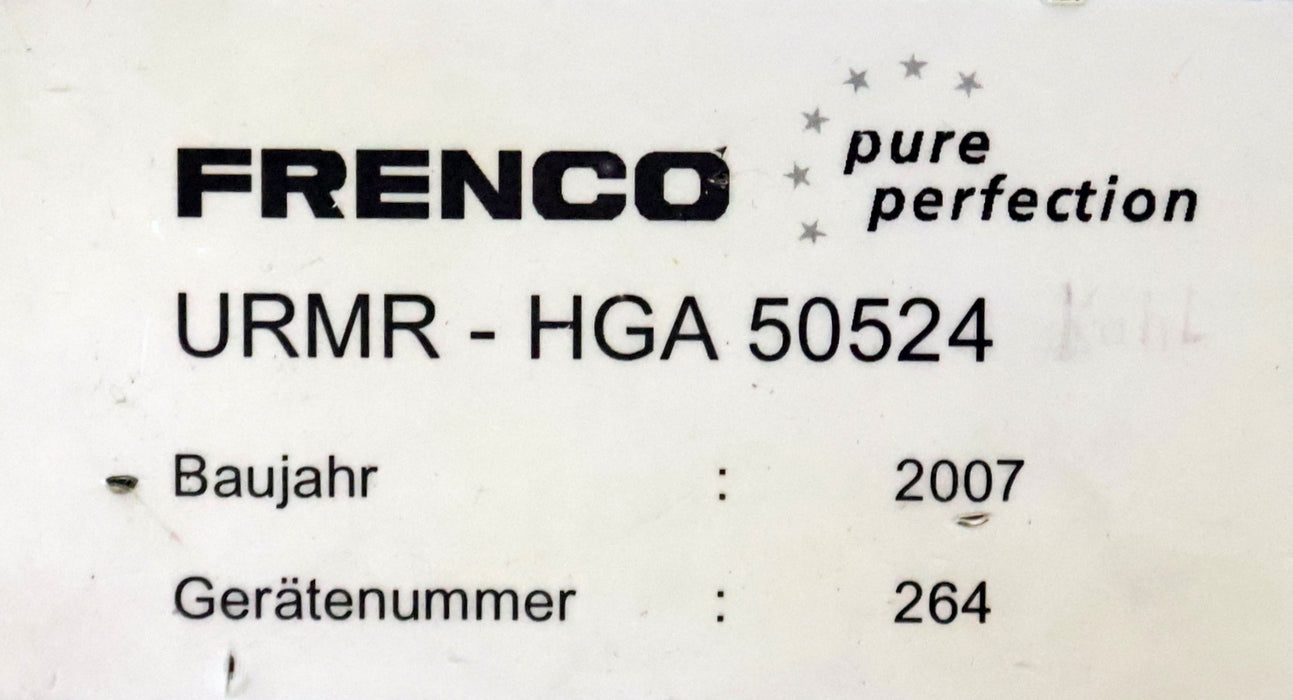 FRENCO
pure
perfection
URMR - HGA 50524
Baujahr : 2007
Gerätenummer : 264